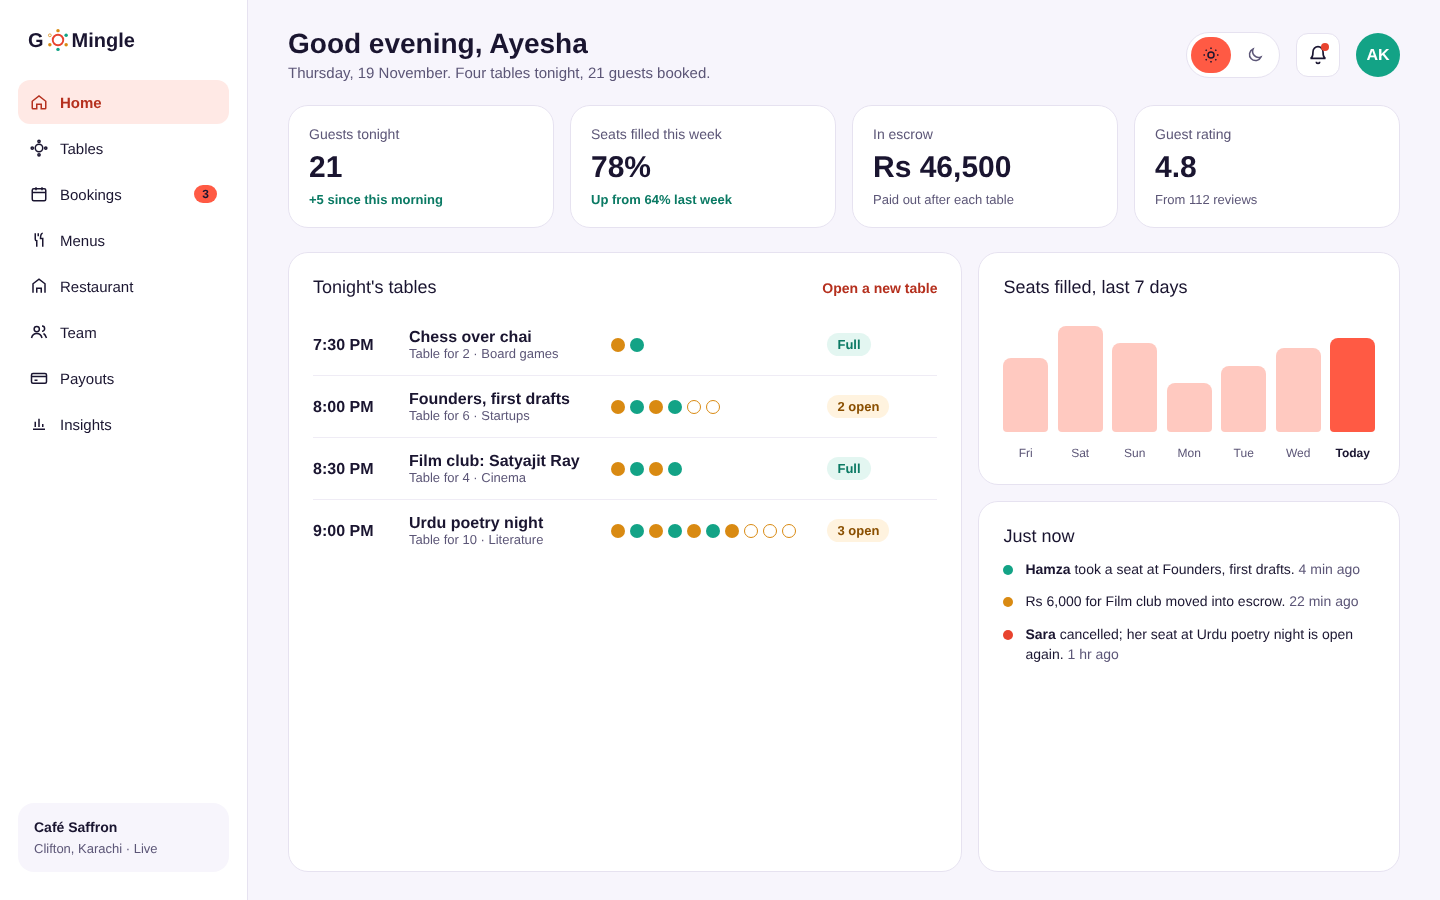 G Mingle
Home
Tables
Bookings 3
Menus
Restaurant
Team
Payouts
Insights
Café Saffron
Clifton, Karachi · Live
Good evening, Ayesha
Thursday, 19 November. Four tables tonight, 21 guests booked.
AK
Guests tonight
21
+5 since this morning
Seats filled this week
78%
Up from 64% last week
In escrow
Rs 46,500
Paid out after each table
Guest rating
4.8
From 112 reviews
Tonight's tables
Open a new table
7:30 PM
Chess over chai
Table for 2 · Board games
Full
8:00 PM
Founders, first drafts
Table for 6 · Startups
2 open
8:30 PM
Film club: Satyajit Ray
Table for 4 · Cinema
Full
9:00 PM
Urdu poetry night
Table for 10 · Literature
3 open
Seats filled, last 7 days
Fri Sat Sun Mon Tue Wed Today
Just now
Hamza took a seat at Founders, first drafts. 4 min ago
Rs 6,000 for Film club moved into escrow. 22 min ago
Sara cancelled; her seat at Urdu poetry night is open
again. 1 hr ago